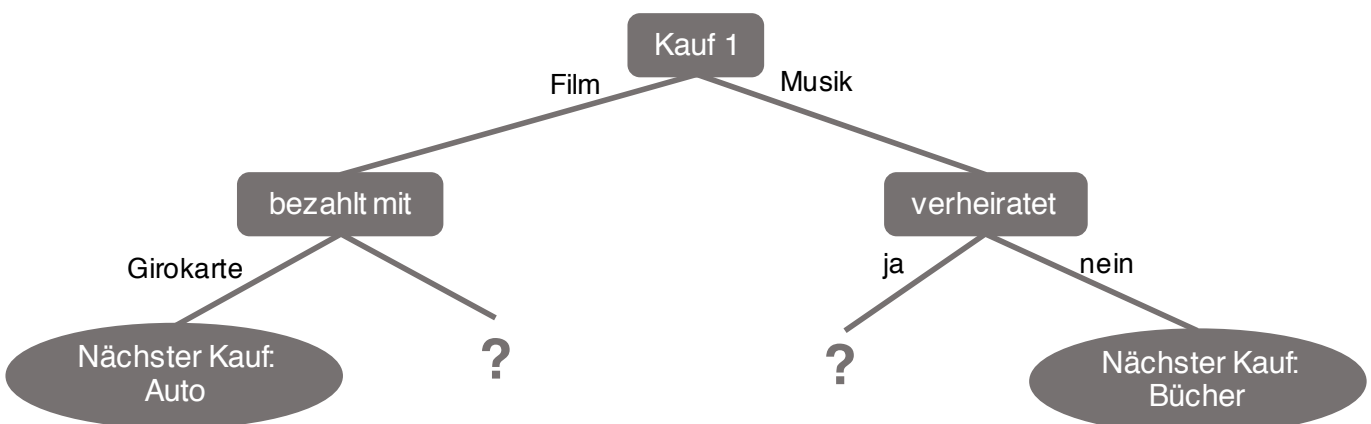 Kauf 1
Film
Musik
bezahlt mit
verheiratet
Girokarte
ja
nein
Nächster Kauf:
Auto
?
?
Nächster Kauf:
Bücher